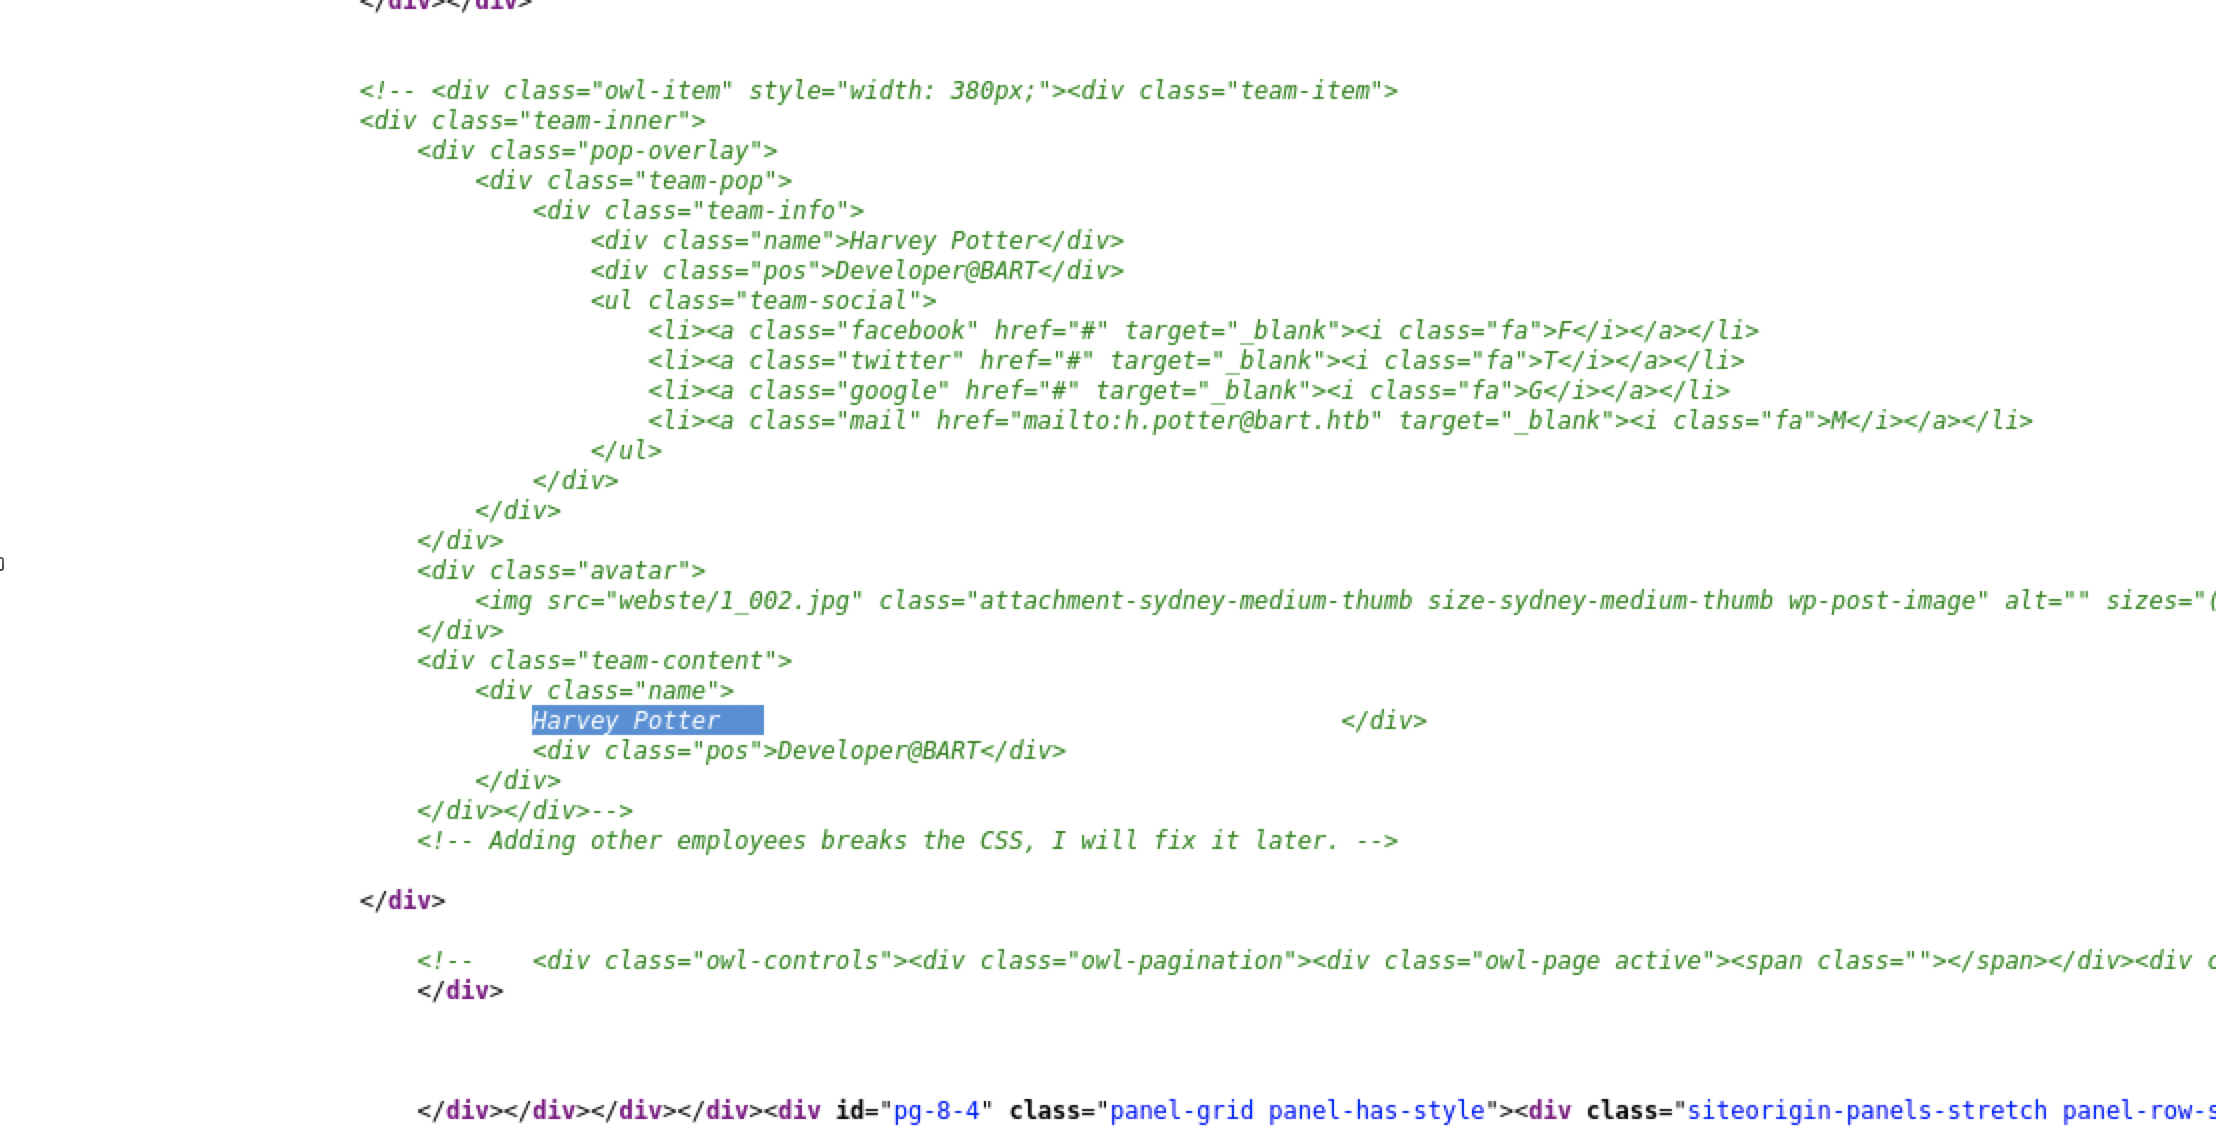 </div></div>
<!-- <div class="owl-item" style="width: 380px;"><div class="team-item">
<div class="team-inner">
<div class="pop-overlay">
<div class="team-pop">
<div class="team-info">
<div class="name">Harvey Potter</div>
<div class="pos">Developer@BART</div>
<ul class="team-social">
<li><a class="facebook" href="#" target="_blank"><i class="fa">F</i></a></li>
<li><a class="twitter" href="#" target="_blank"><i class="fa">T</i></a></li>
<li><a class="google" href="#" target="_blank"><i class="fa">G</i></a></li>
<li><a class="mail" href="mailto:h.potter@bart.htb" target="_blank"><i class="fa">M</i></a></li>
</ul>
</div>
</div>
</div>
<div class="avatar">
<img src="webste/1_002.jpg" class="attachment-sydney-medium-thumb size-sydney-medium-thumb wp-post-image" alt="" sizes="(
</div>
<div class="team-content">
<div class="name">
Harvey Potter </div>
<div class="pos">Developer@BART</div>
</div>
</div></div>-->
<!-- Adding other employees breaks the CSS, I will fix it later. -->
</div>
<!-- <div class="owl-controls"><div class="owl-pagination"><div class="owl-page active"><span class=""></span></div><div c
</div>
</div></div></div></div><div id="pg-8-4" class="panel-grid panel-has-style"><div class="siteorigin-panels-stretch panel-row-s